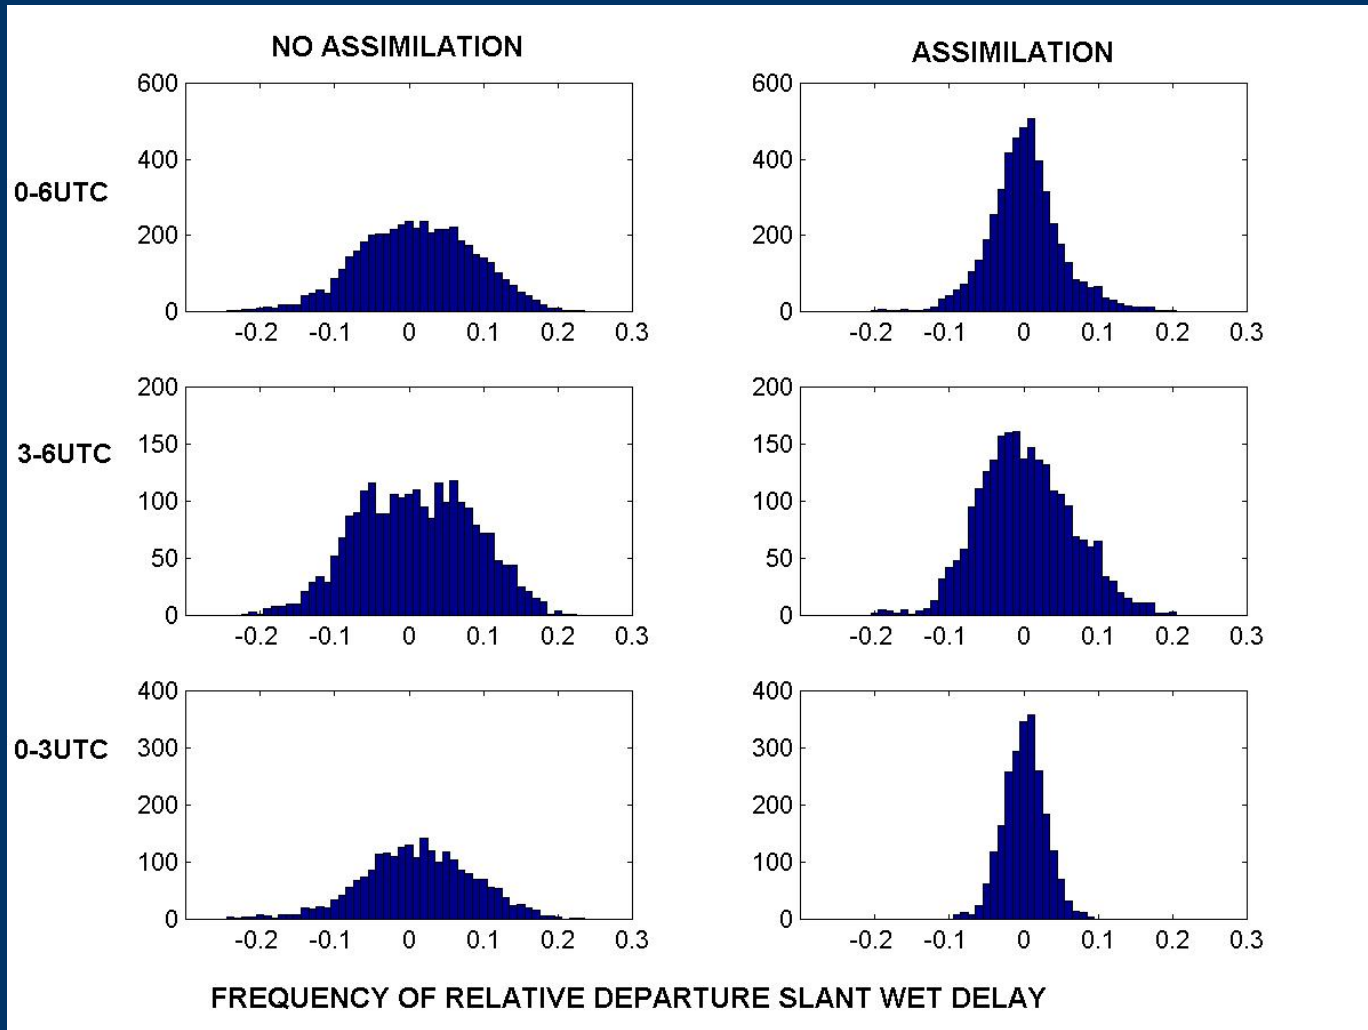 NO ASSIMILATION
ASSIMILATION
0-6UTC
600
400
200
0
-0.2 -0.1 0 0.1 0.2 0.3
600
400
200
0
-0.2 -0.1 0 0.1 0.2 0.3
3-6UTC
200
150
100
50
0
-0.2 -0.1 0 0.1 0.2 0.3
200
150
100
50
0
-0.2 -0.1 0 0.1 0.2 0.3
0-3UTC
400
300
200
100
0
-0.2 -0.1 0 0.1 0.2 0.3
400
300
200
100
0
-0.2 -0.1 0 0.1 0.2 0.3
FREQUENCY OF RELATIVE DEPARTURE SLANT WET DELAY